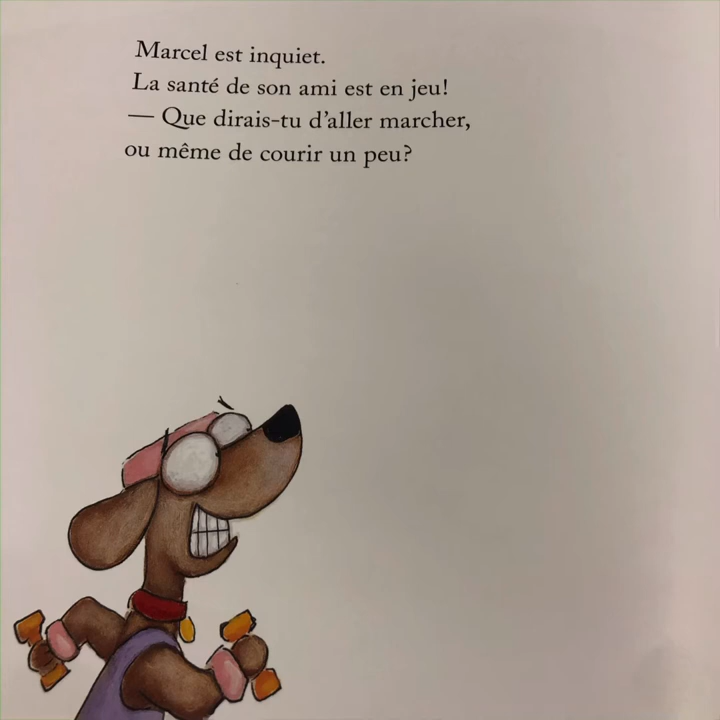 Marcel est inquiet.
La santé de son ami est en jeu!
— Que dirais-tu d'aller marcher,
ou même de courir un peu?